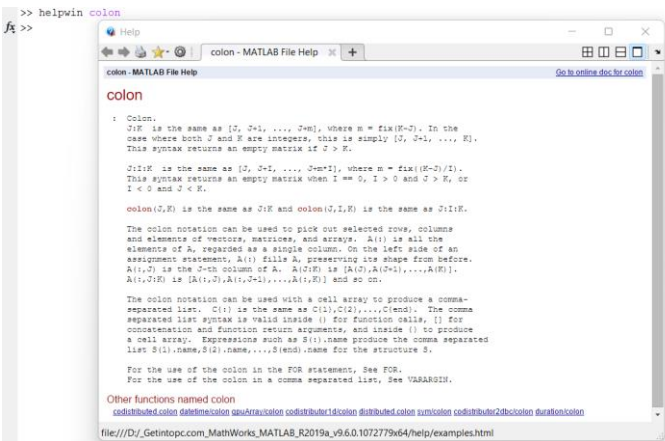 >> helpwin colon
fx >>
Help
colon - MATLAB File Help
colon - MATLAB File Help
Go to online doc for colon
colon
: Colon.
J:K is the same as [J, J+1, ..., J+m], where m = fix(K-J). In the
case where both J and K are integers, this is simply [J, J+1, ..., K].
This syntax returns an empty matrix if J > K.
J:I:K is the same as [J, J+I, ..., J+m*I], where m = fix((K-J)/I).
This syntax returns an empty matrix when I == 0, I > 0 and J > K, or
I < 0 and J < K.
colon(J,K) is the same as J:K and colon(J,I,K) is the same as J:I:K.
The colon notation can be used to pick out selected rows, columns
and elements of vectors, matrices, and arrays. A(:) is all the
elements of A, regarded as a single column. On the left side of an
assignment statement, A(:) fills A, preserving its shape from before.
A(:,J) is the J-th column of A. A(J:K) is [A(J),A(J+1),...,A(K)].
A(:,J:K) is [A(:,J),A(:,J+1),...,A(:,K)] and so on.
The colon notation can be used with a cell array to produce a comma-
separated list. C{:} is the same as C{1},C{2},...,C{end}. The comma
separated list syntax is valid inside () for function calls, [] for
concatenation and function return arguments, and inside {} to produce
a cell array. Expressions such as S(:).name produce the comma separated
list S(1).name,S(2).name,...,S(end).name for the structure S.
For the use of the colon in the FOR statement, See FOR.
For the use of the colon in a comma separated list, See VARARGIN.
Other functions named colon
codistributed.colon datetime/colon gpuArray/colon codistributor1d/colon distributed.colon sym/colon codistributor2dbc/colon duration/colon
file:///D:/_Getintopc.com_MathWorks_MATLAB_R2019a_v9.6.0.1072779x64/help/examples.html